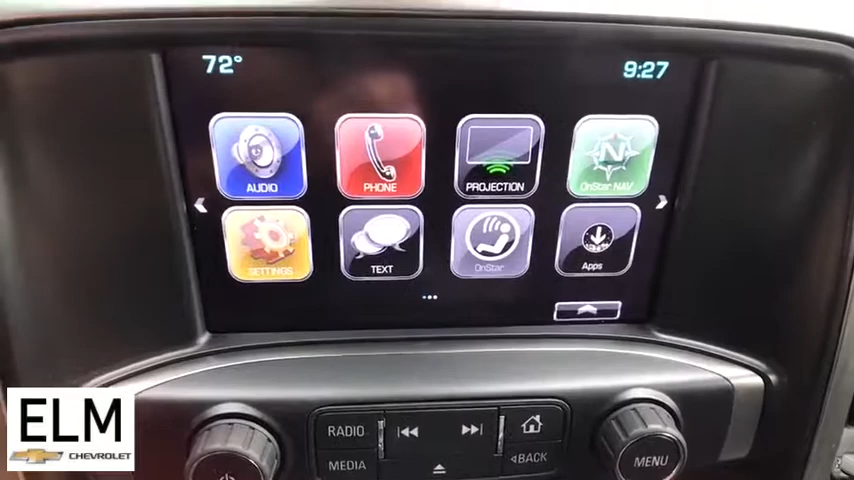 72°
9:27
AUDIO
PHONE
PROJECTION
N
OnStar NAV
SETTINGS
TEXT
OnStar
Apps
RADIO
MEDIA
BACK
MENU
ELM
CHEVROLET